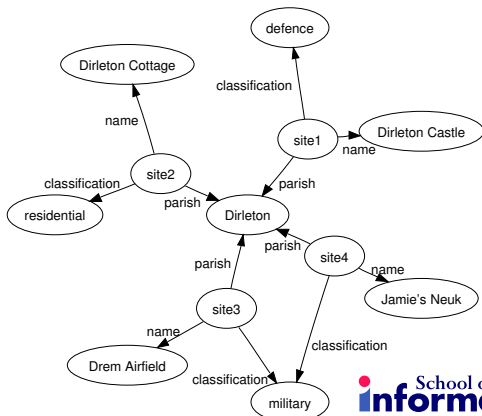 defence
Dirleton Cottage
classification
name
site1
Dirleton Castle
name
site2
classification
parish
parish
residential
Dirleton
parish
site4
parish
name
Jamie's Neuk
site3
name
classification
Drem Airfield
classification
military
School o
informa